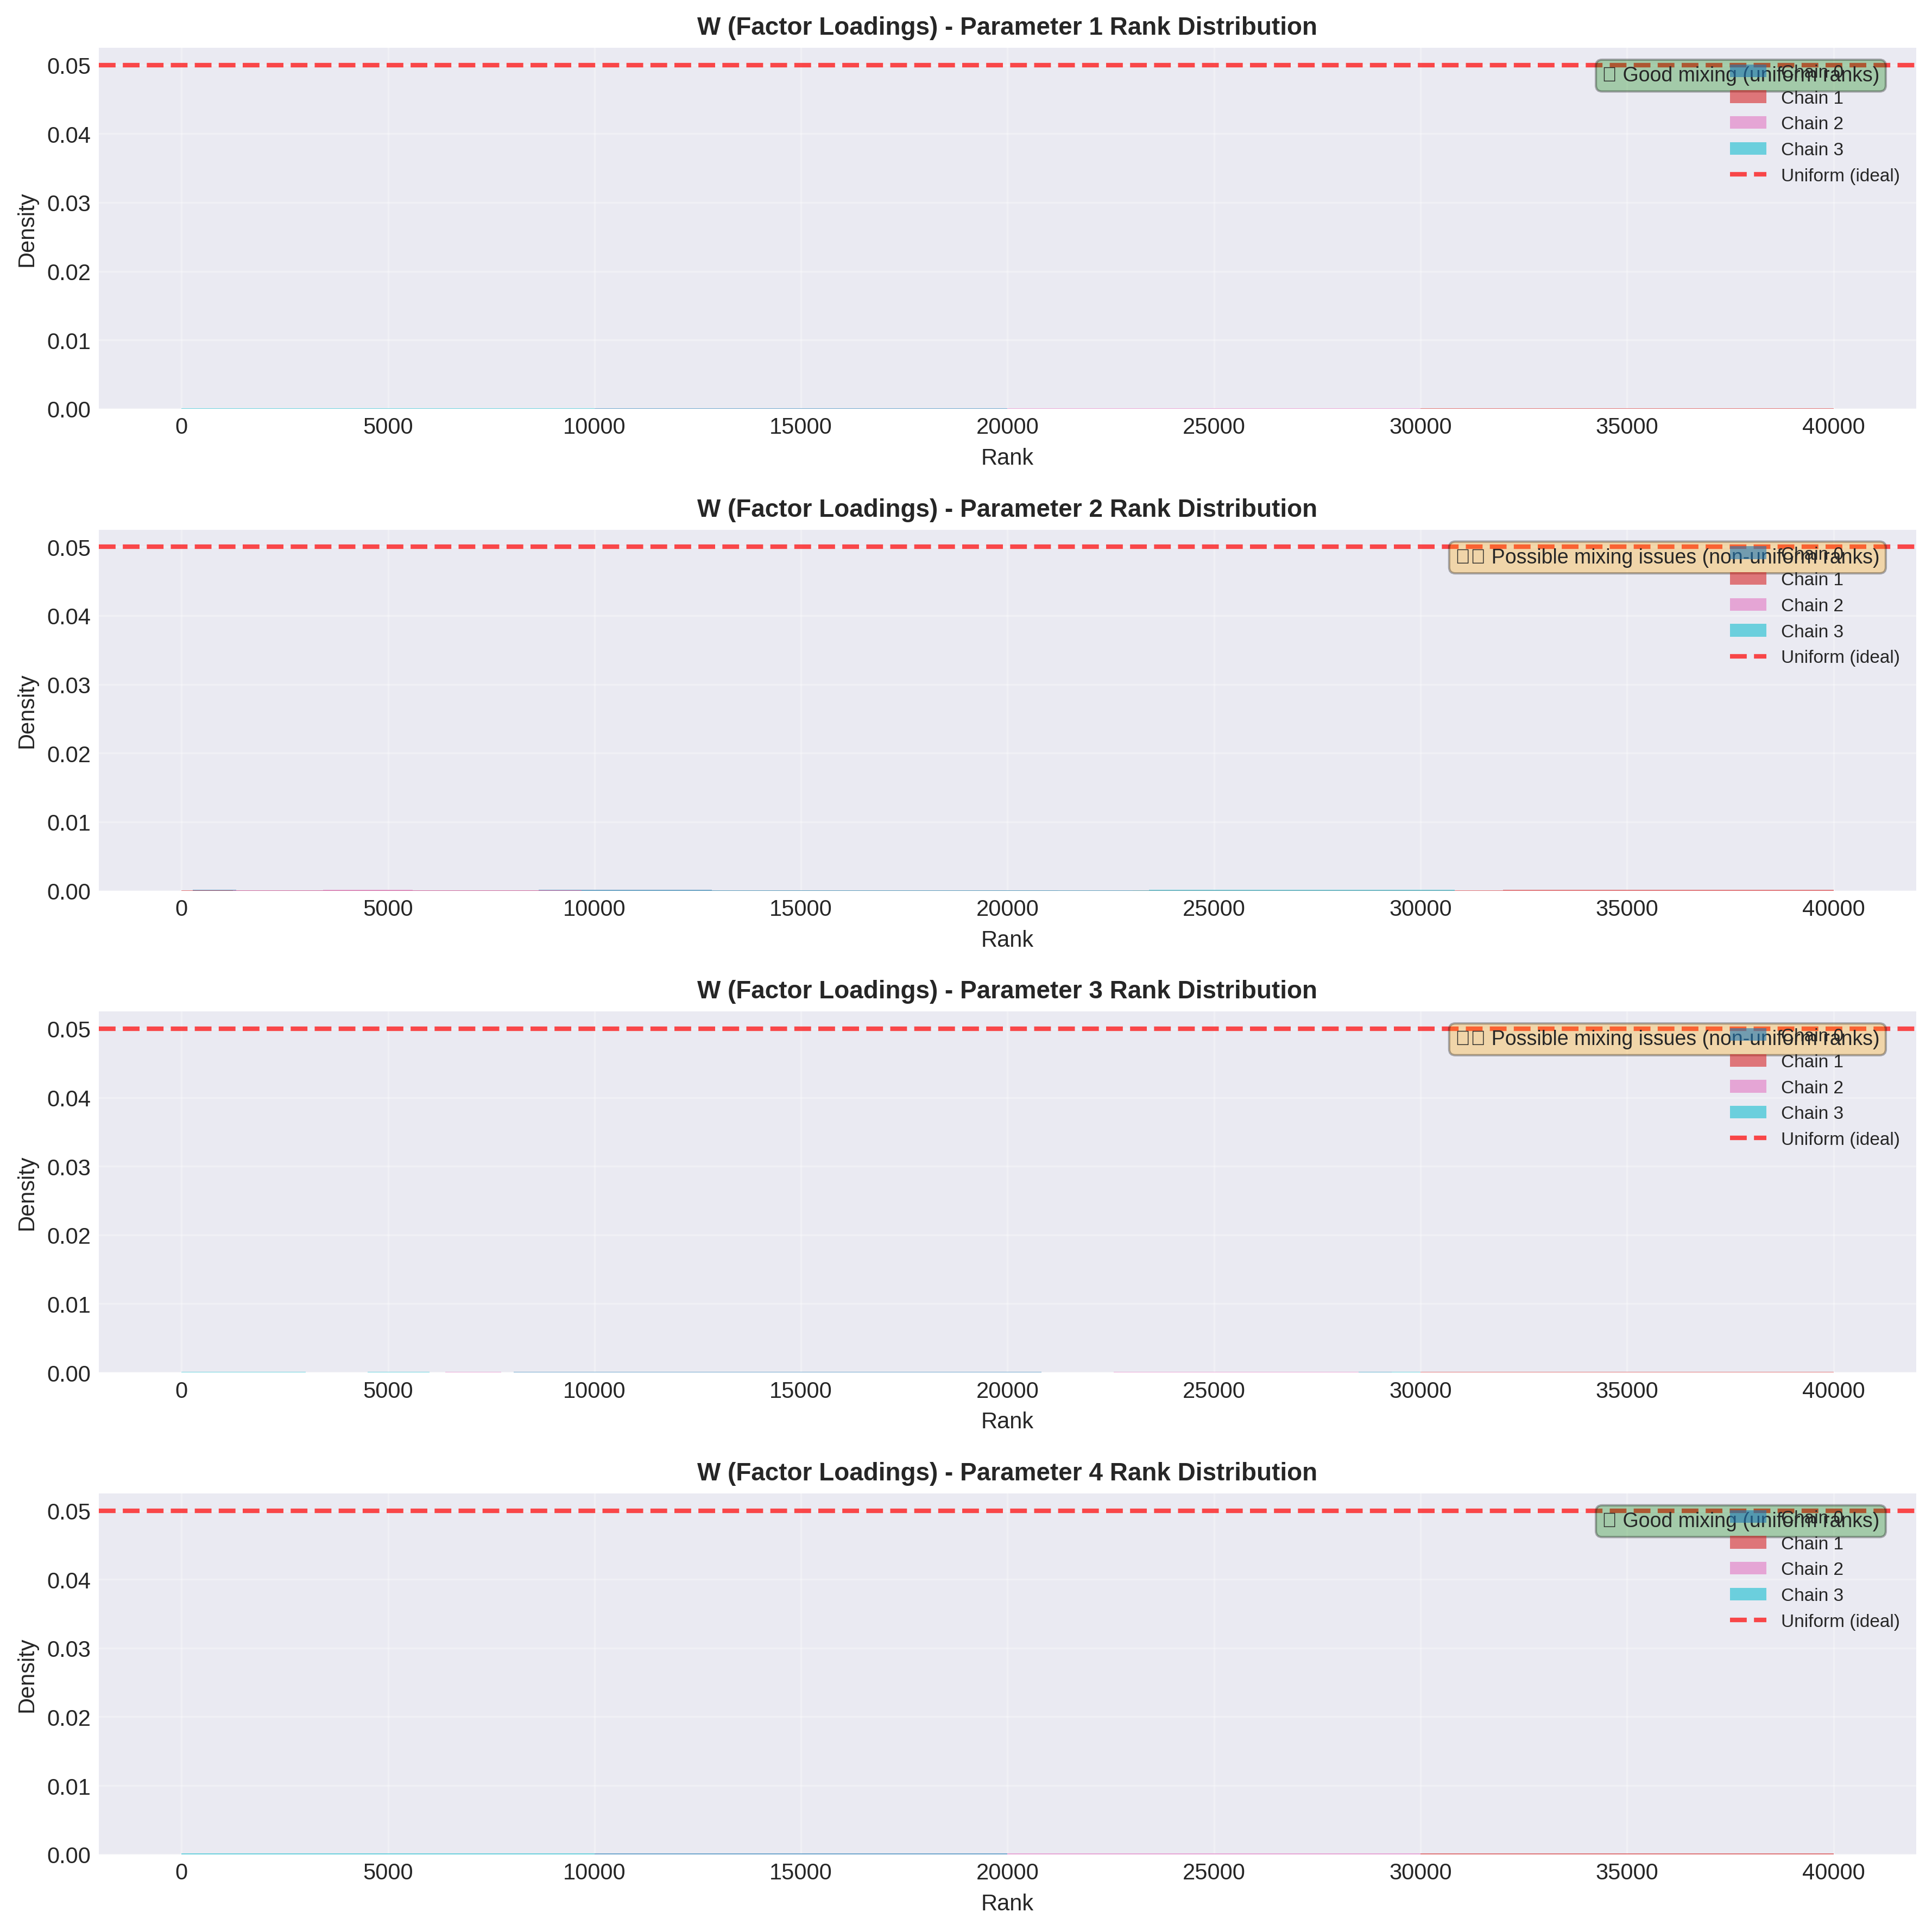 W (Factor Loadings) - Parameter 1 Rank Distribution
0.05
0.04
0.03
0.02
0.01
0.00
Density
Good mixing (uniform ranks)
Chain 0
Chain 1
Chain 2
Chain 3
Uniform (ideal)
0 5000 10000 15000 20000 25000 30000 35000 40000
Rank
W (Factor Loadings) - Parameter 2 Rank Distribution
0.05
0.04
0.03
0.02
0.01
0.00
Density
Possible mixing issues (non-uniform ranks)
Chain 0
Chain 1
Chain 2
Chain 3
Uniform (ideal)
0 5000 10000 15000 20000 25000 30000 35000 40000
Rank
W (Factor Loadings) - Parameter 3 Rank Distribution
0.05
0.04
0.03
0.02
0.01
0.00
Density
Possible mixing issues (non-uniform ranks)
Chain 0
Chain 1
Chain 2
Chain 3
Uniform (ideal)
0 5000 10000 15000 20000 25000 30000 35000 40000
Rank
W (Factor Loadings) - Parameter 4 Rank Distribution
0.05
0.04
0.03
0.02
0.01
0.00
Density
Good mixing (uniform ranks)
Chain 0
Chain 1
Chain 2
Chain 3
Uniform (ideal)
0 5000 10000 15000 20000 25000 30000 35000 40000
Rank